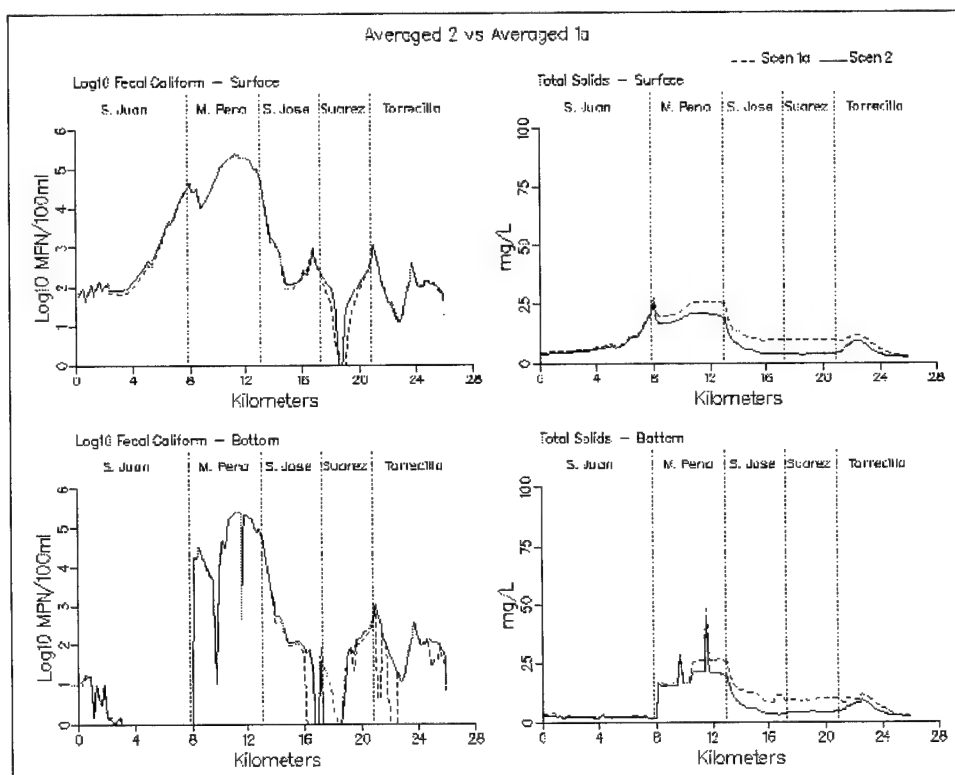 Averaged 2 vs Averaged 1a
Scen 1a
Scen 2
Log10 Fecal Coliform – Surface
S. Juan
M. Pena
S. Jose
Suarez
Torrecilla
Log10 MPN/100ml
0 1 2 3 4 5 6
0 4 8 12 16 20 24 28
Kilometers
Total Solids – Surface
S. Juan
M. Pena
S. Jose
Suarez
Torrecilla
mg/L
0 25 50 75 100
0 4 8 12 16 20 24 28
Kilometers
Log10 Fecal Coliform – Bottom
S. Juan
M. Pena
S. Jose
Suarez
Torrecilla
Log10 MPN/100ml
0 1 2 3 4 5 6
0 4 8 12 16 20 24 28
Kilometers
Total Solids – Bottom
S. Juan
M. Pena
S. Jose
Suarez
Torrecilla
mg/L
0 25 50 75 100
0 4 8 12 16 20 24 28
Kilometers